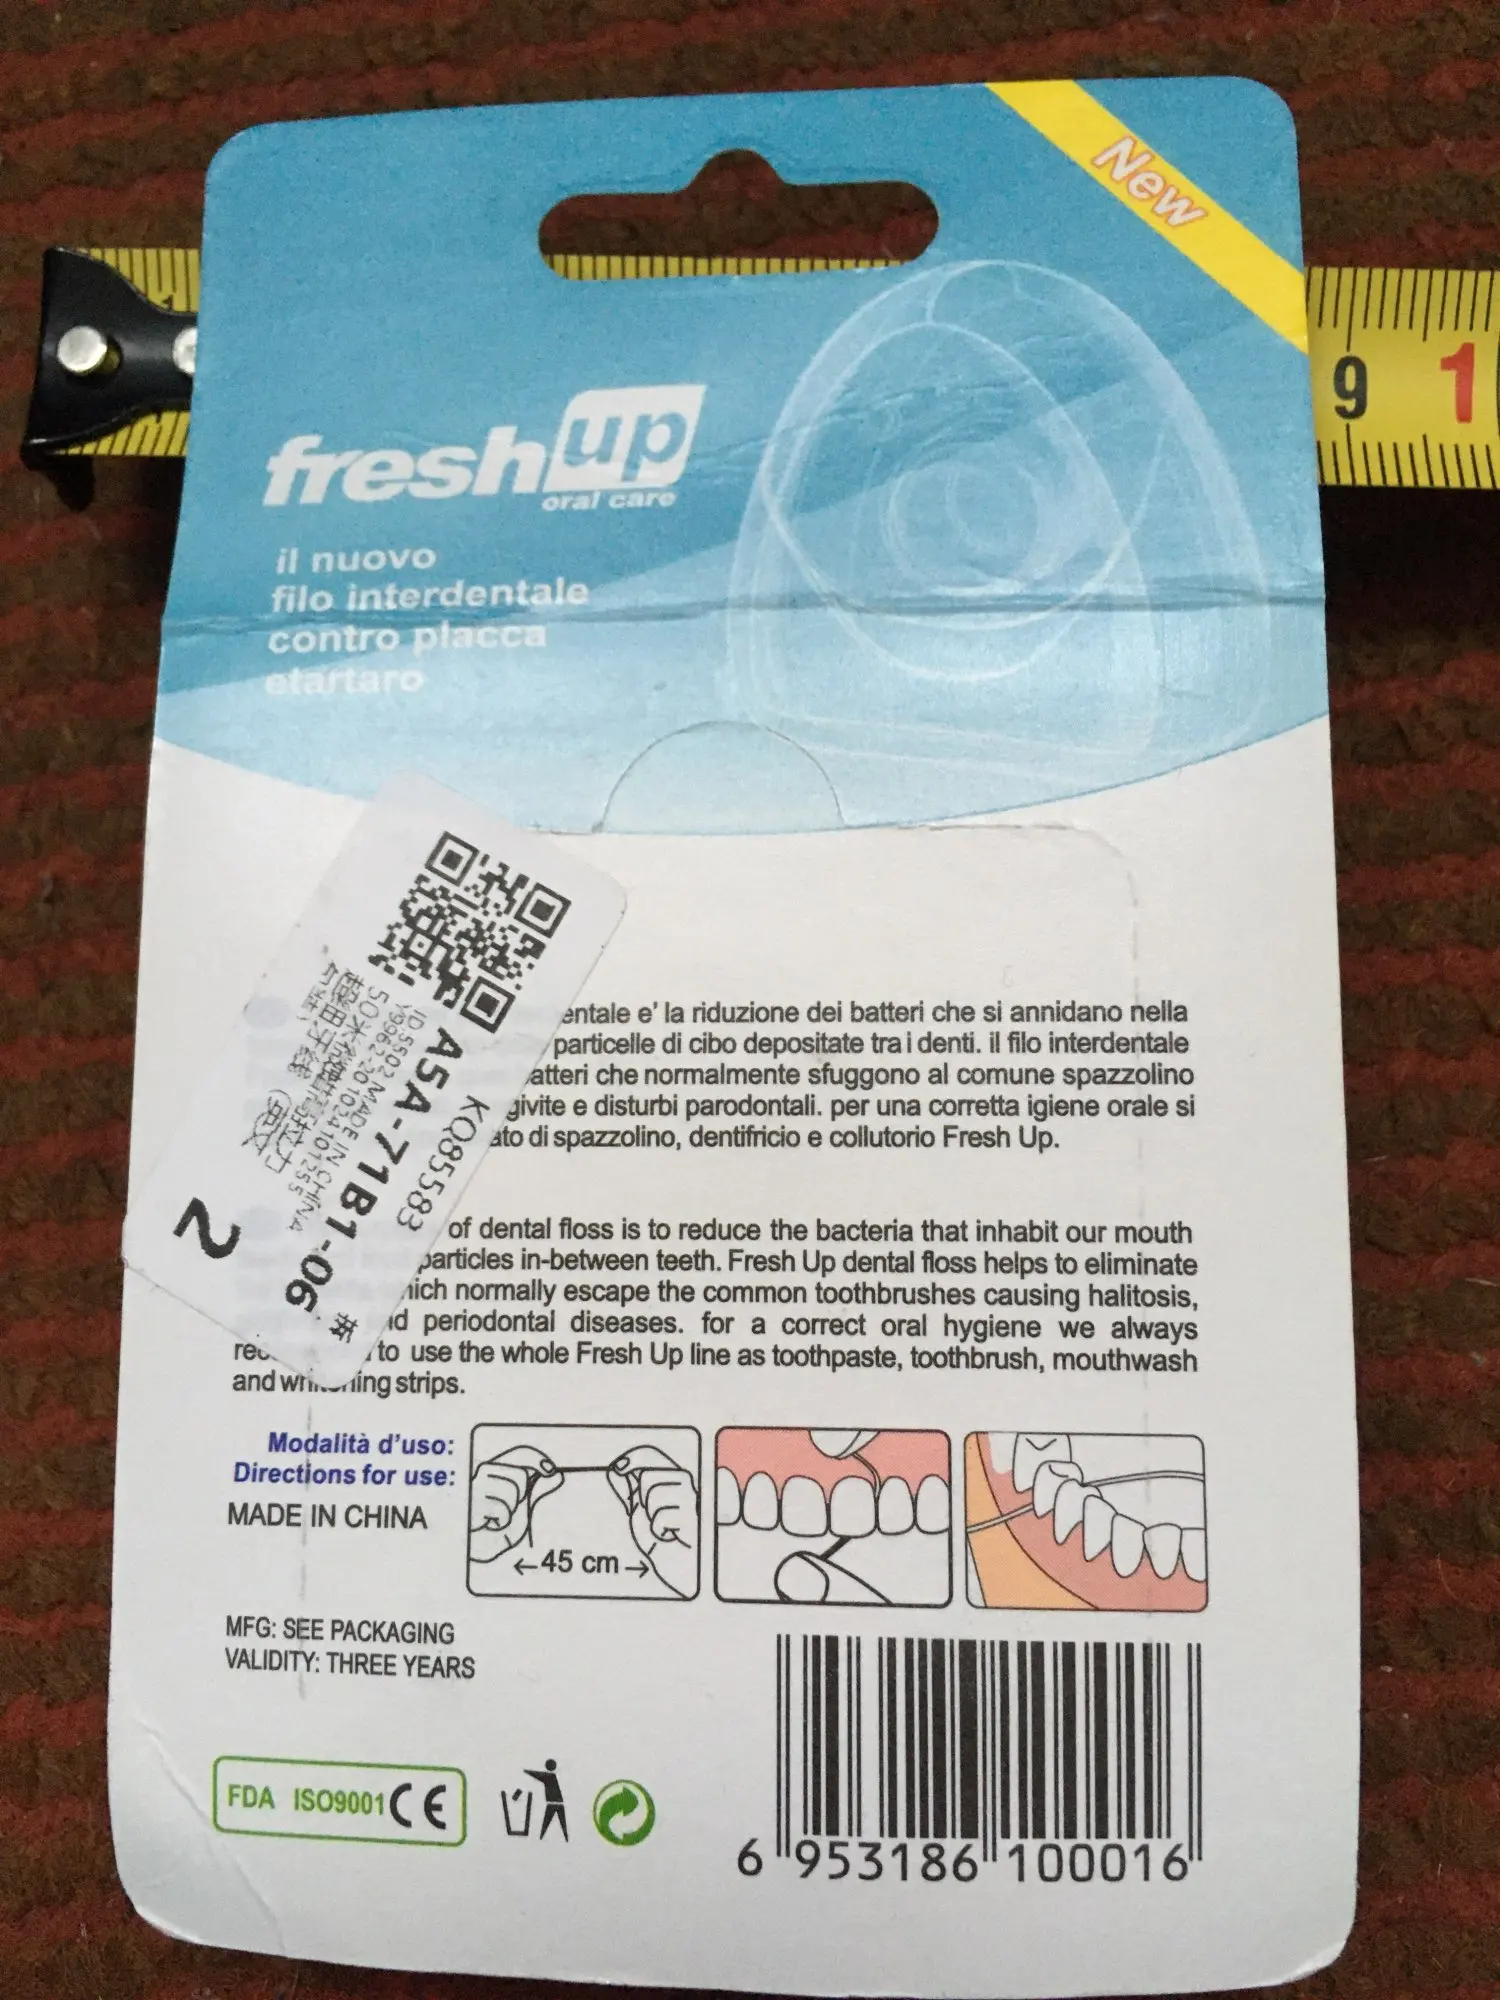 New
9 1
freshup
oral care
il nuovo
filo interdentale
contro placca
etartaro
entale e' la riduzione dei batteri che si annidano nella
particelle di cibo depositate tra i denti. il filo interdentale
atteri che normalmente sfuggono al comune spazzolino
givite e disturbi parodontali. per una corretta igiene orale si
ato di spazzolino, dentifricio e collutorio Fresh Up.
KQ85583
A5A-71B1-06
ID:5502 MADE IN CHINA
2
of dental floss is to reduce the bacteria that inhabit our mouth
particles in-between teeth. Fresh Up dental floss helps to eliminate
ich normally escape the common toothbrushes causing halitosis,
d periodontal diseases. for a correct oral hygiene we always
to use the whole Fresh Up line as toothpaste, toothbrush, mouthwash
and ing strips.
Modalità d'uso:
Directions for use:
MADE IN CHINA
45 cm
MFG: SEE PACKAGING
VALIDITY: THREE YEARS
FDA ISO9001 CE
6 953186 100016